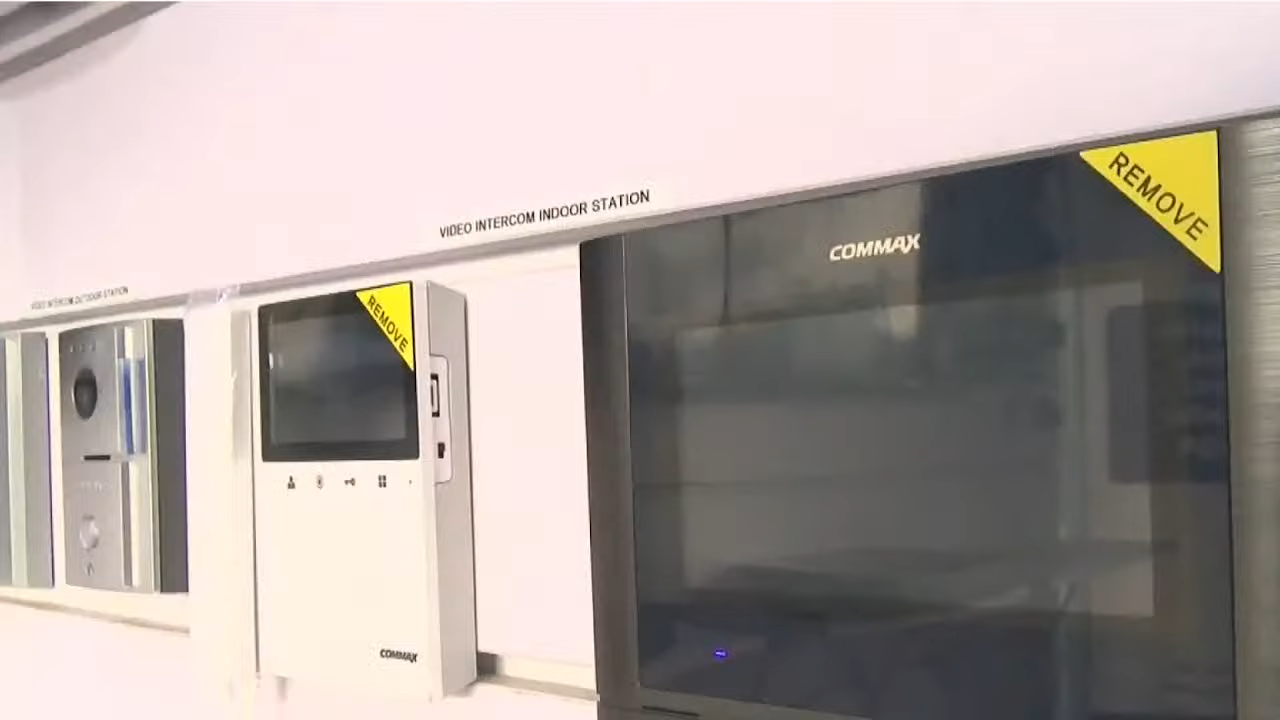 VIDEO INTERCOM OUTDOOR STATION
VIDEO INTERCOM INDOOR STATION
REMOVE
COMMAX
REMOVE
COMMAX